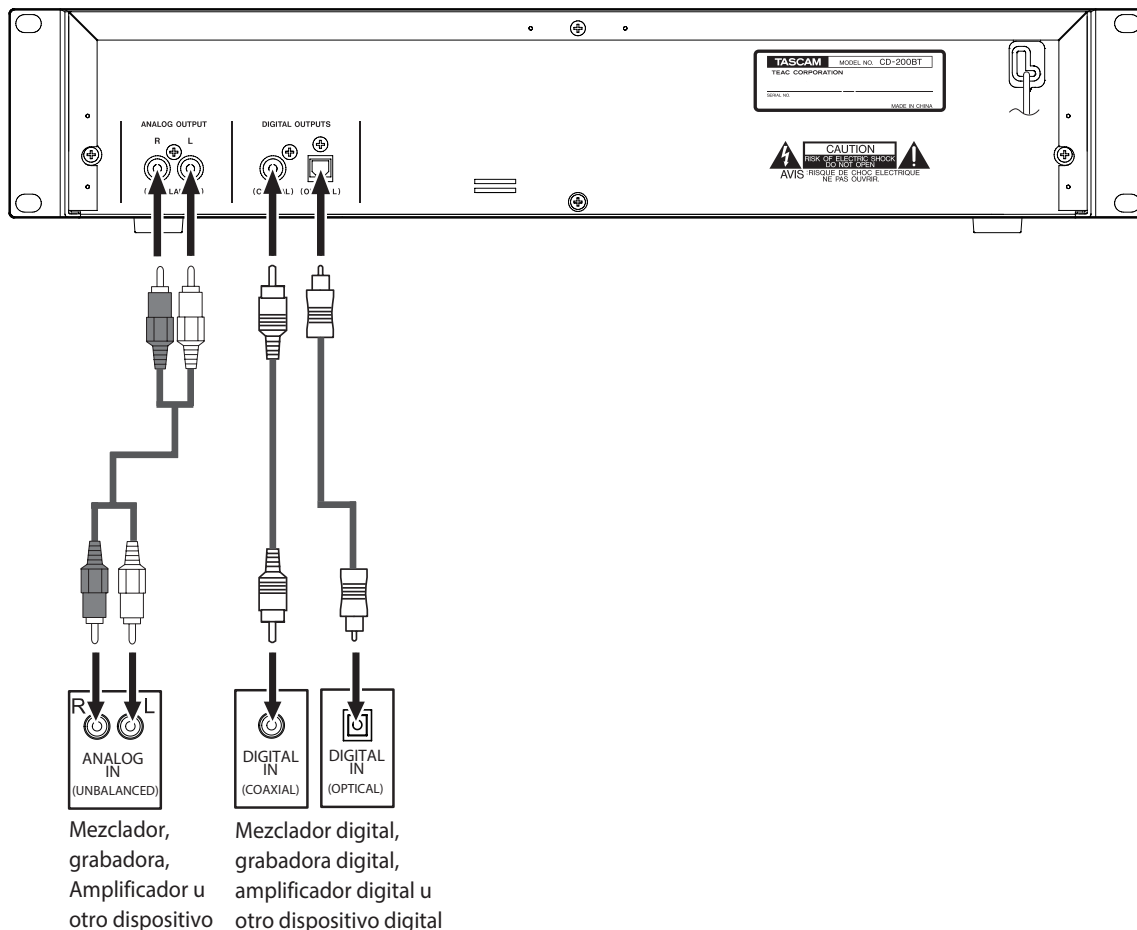 TASCAM MODEL NO. CD-200BT
TEAC CORPORATION
SERIAL NO.
MADE IN CHINA
ANALOG OUTPUT
R L
DIGITAL OUTPUTS
CAUTION
RISK OF ELECTRIC SHOCK
DO NOT OPEN
AVIS : RISQUE DE CHOC ELECTRIQUE
NE PAS OUVRIR.
R L
ANALOG
IN
(UNBALANCED)
DIGITAL
IN
(COAXIAL)
DIGITAL
IN
(OPTICAL)
Mezclador,
grabadora,
Amplificador u
otro dispositivo
Mezclador digital,
grabadora digital,
amplificador digital u
otro dispositivo digital